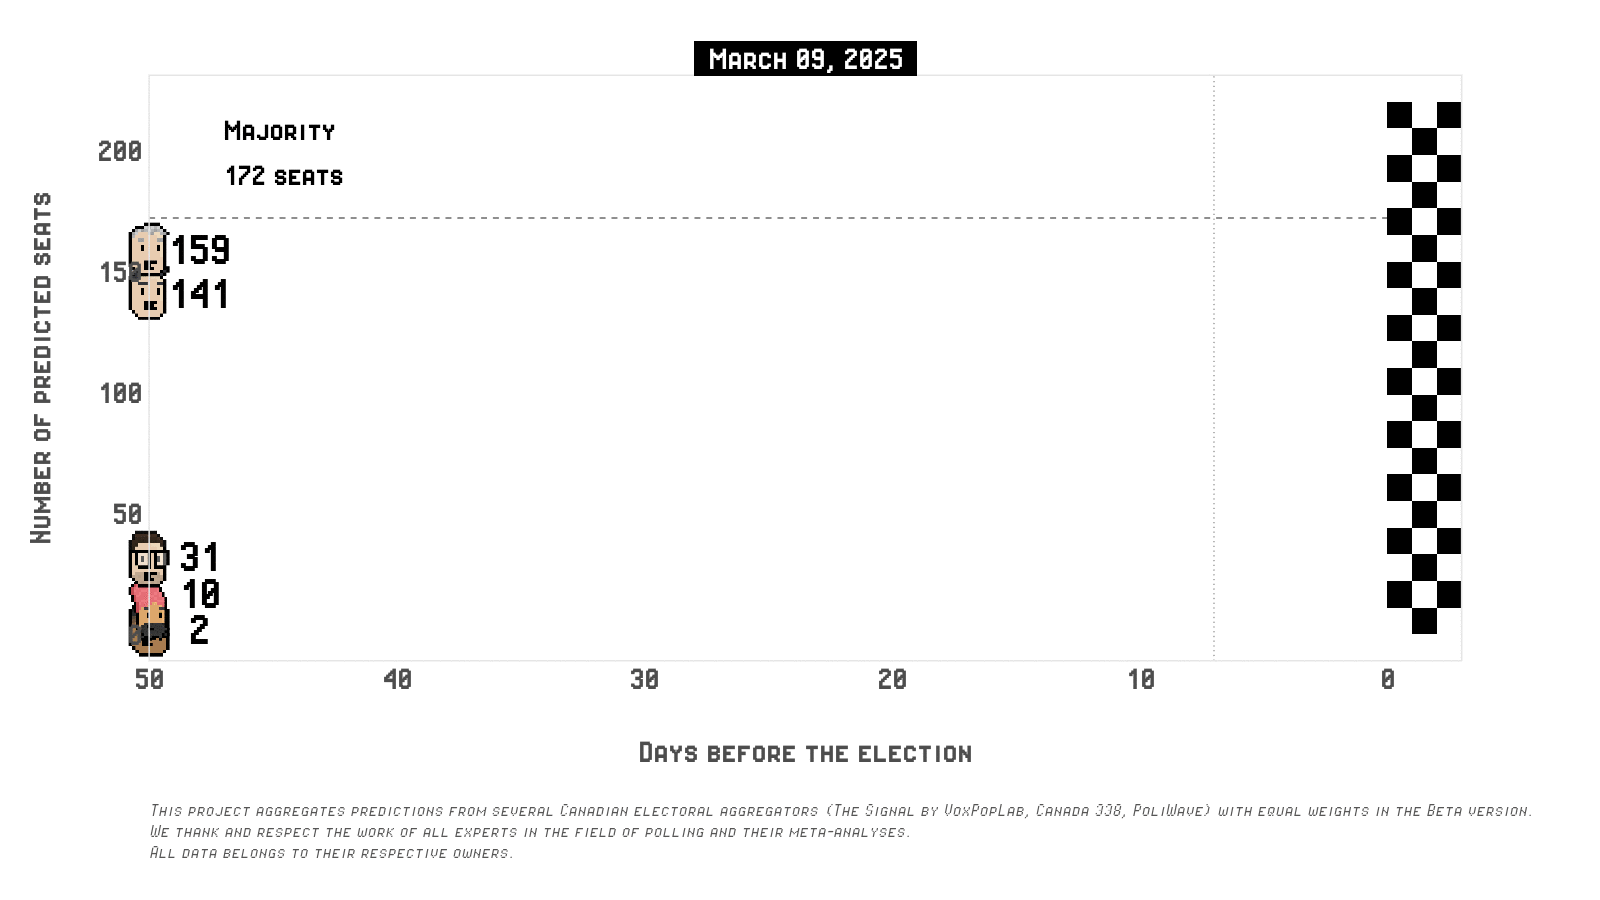 March 09, 2025
Majority
172 seats
200
150
100
50
159
141
31
10
2
Number of predicted seats
50
40
30
20
10
0
Days before the election
This project aggregates predictions from several Canadian electoral aggregators (The Signal by VoxPopLab, Canada 338, PoliWave) with equal weights in the Beta version.
We thank and respect the work of all experts in the field of polling and their meta-analyses.
All data belongs to their respective owners.